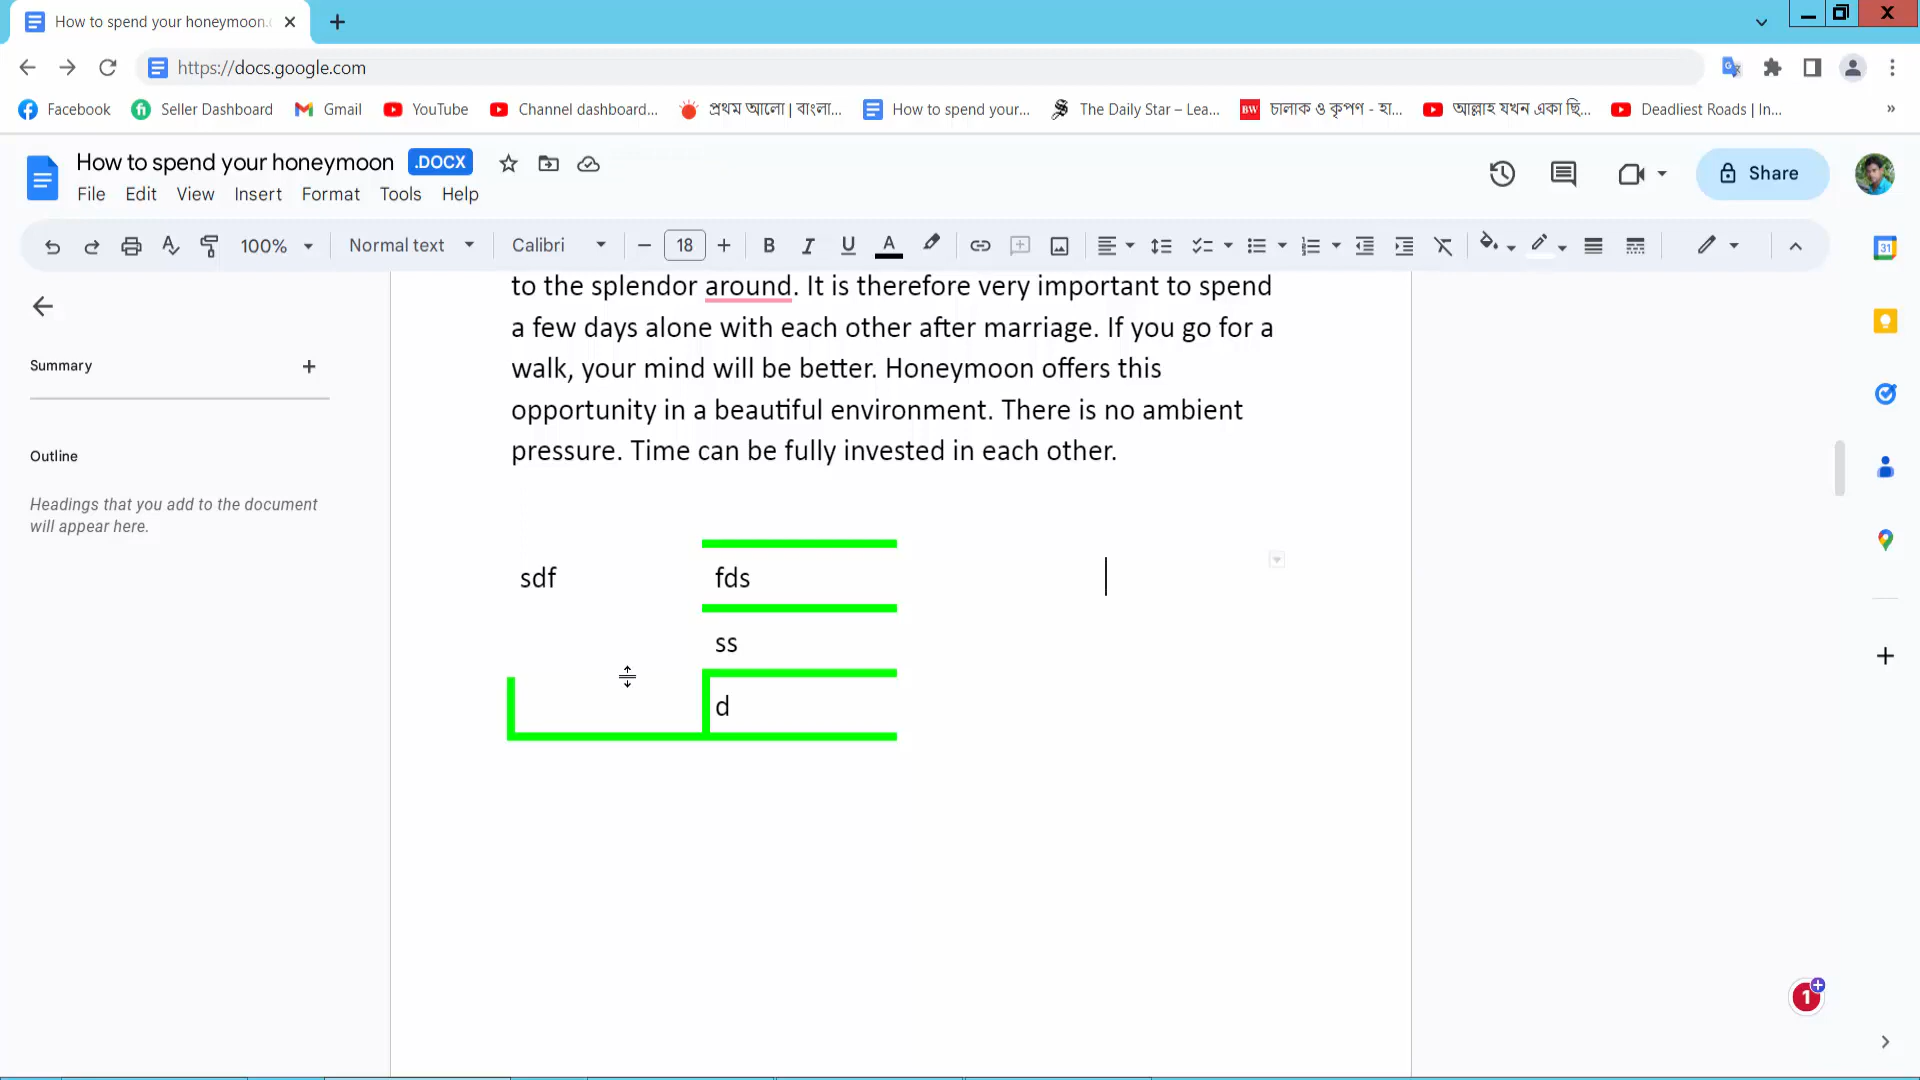 How to spend your honeymoon.
https://docs.google.com
Facebook Seller Dashboard Gmail YouTube Channel dashboard... প্রথম আলো | বাংলা... How to spend your... The Daily Star – Lea... BW চালাক ও কৃপণ - হা... আল্লাহ যখন একা ছি... Deadliest Roads | In...
How to spend your honeymoon .DOCX
Share
File Edit View Insert Format Tools Help
100% Normal text Calibri 18 B I U A
31
to the splendor around. It is therefore very important to spend
a few days alone with each other after marriage. If you go for a
walk, your mind will be better. Honeymoon offers this
opportunity in a beautiful environment. There is no ambient
pressure. Time can be fully invested in each other.
Summary
Outline
Headings that you add to the document
will appear here.
sdf fds
ss
d
1